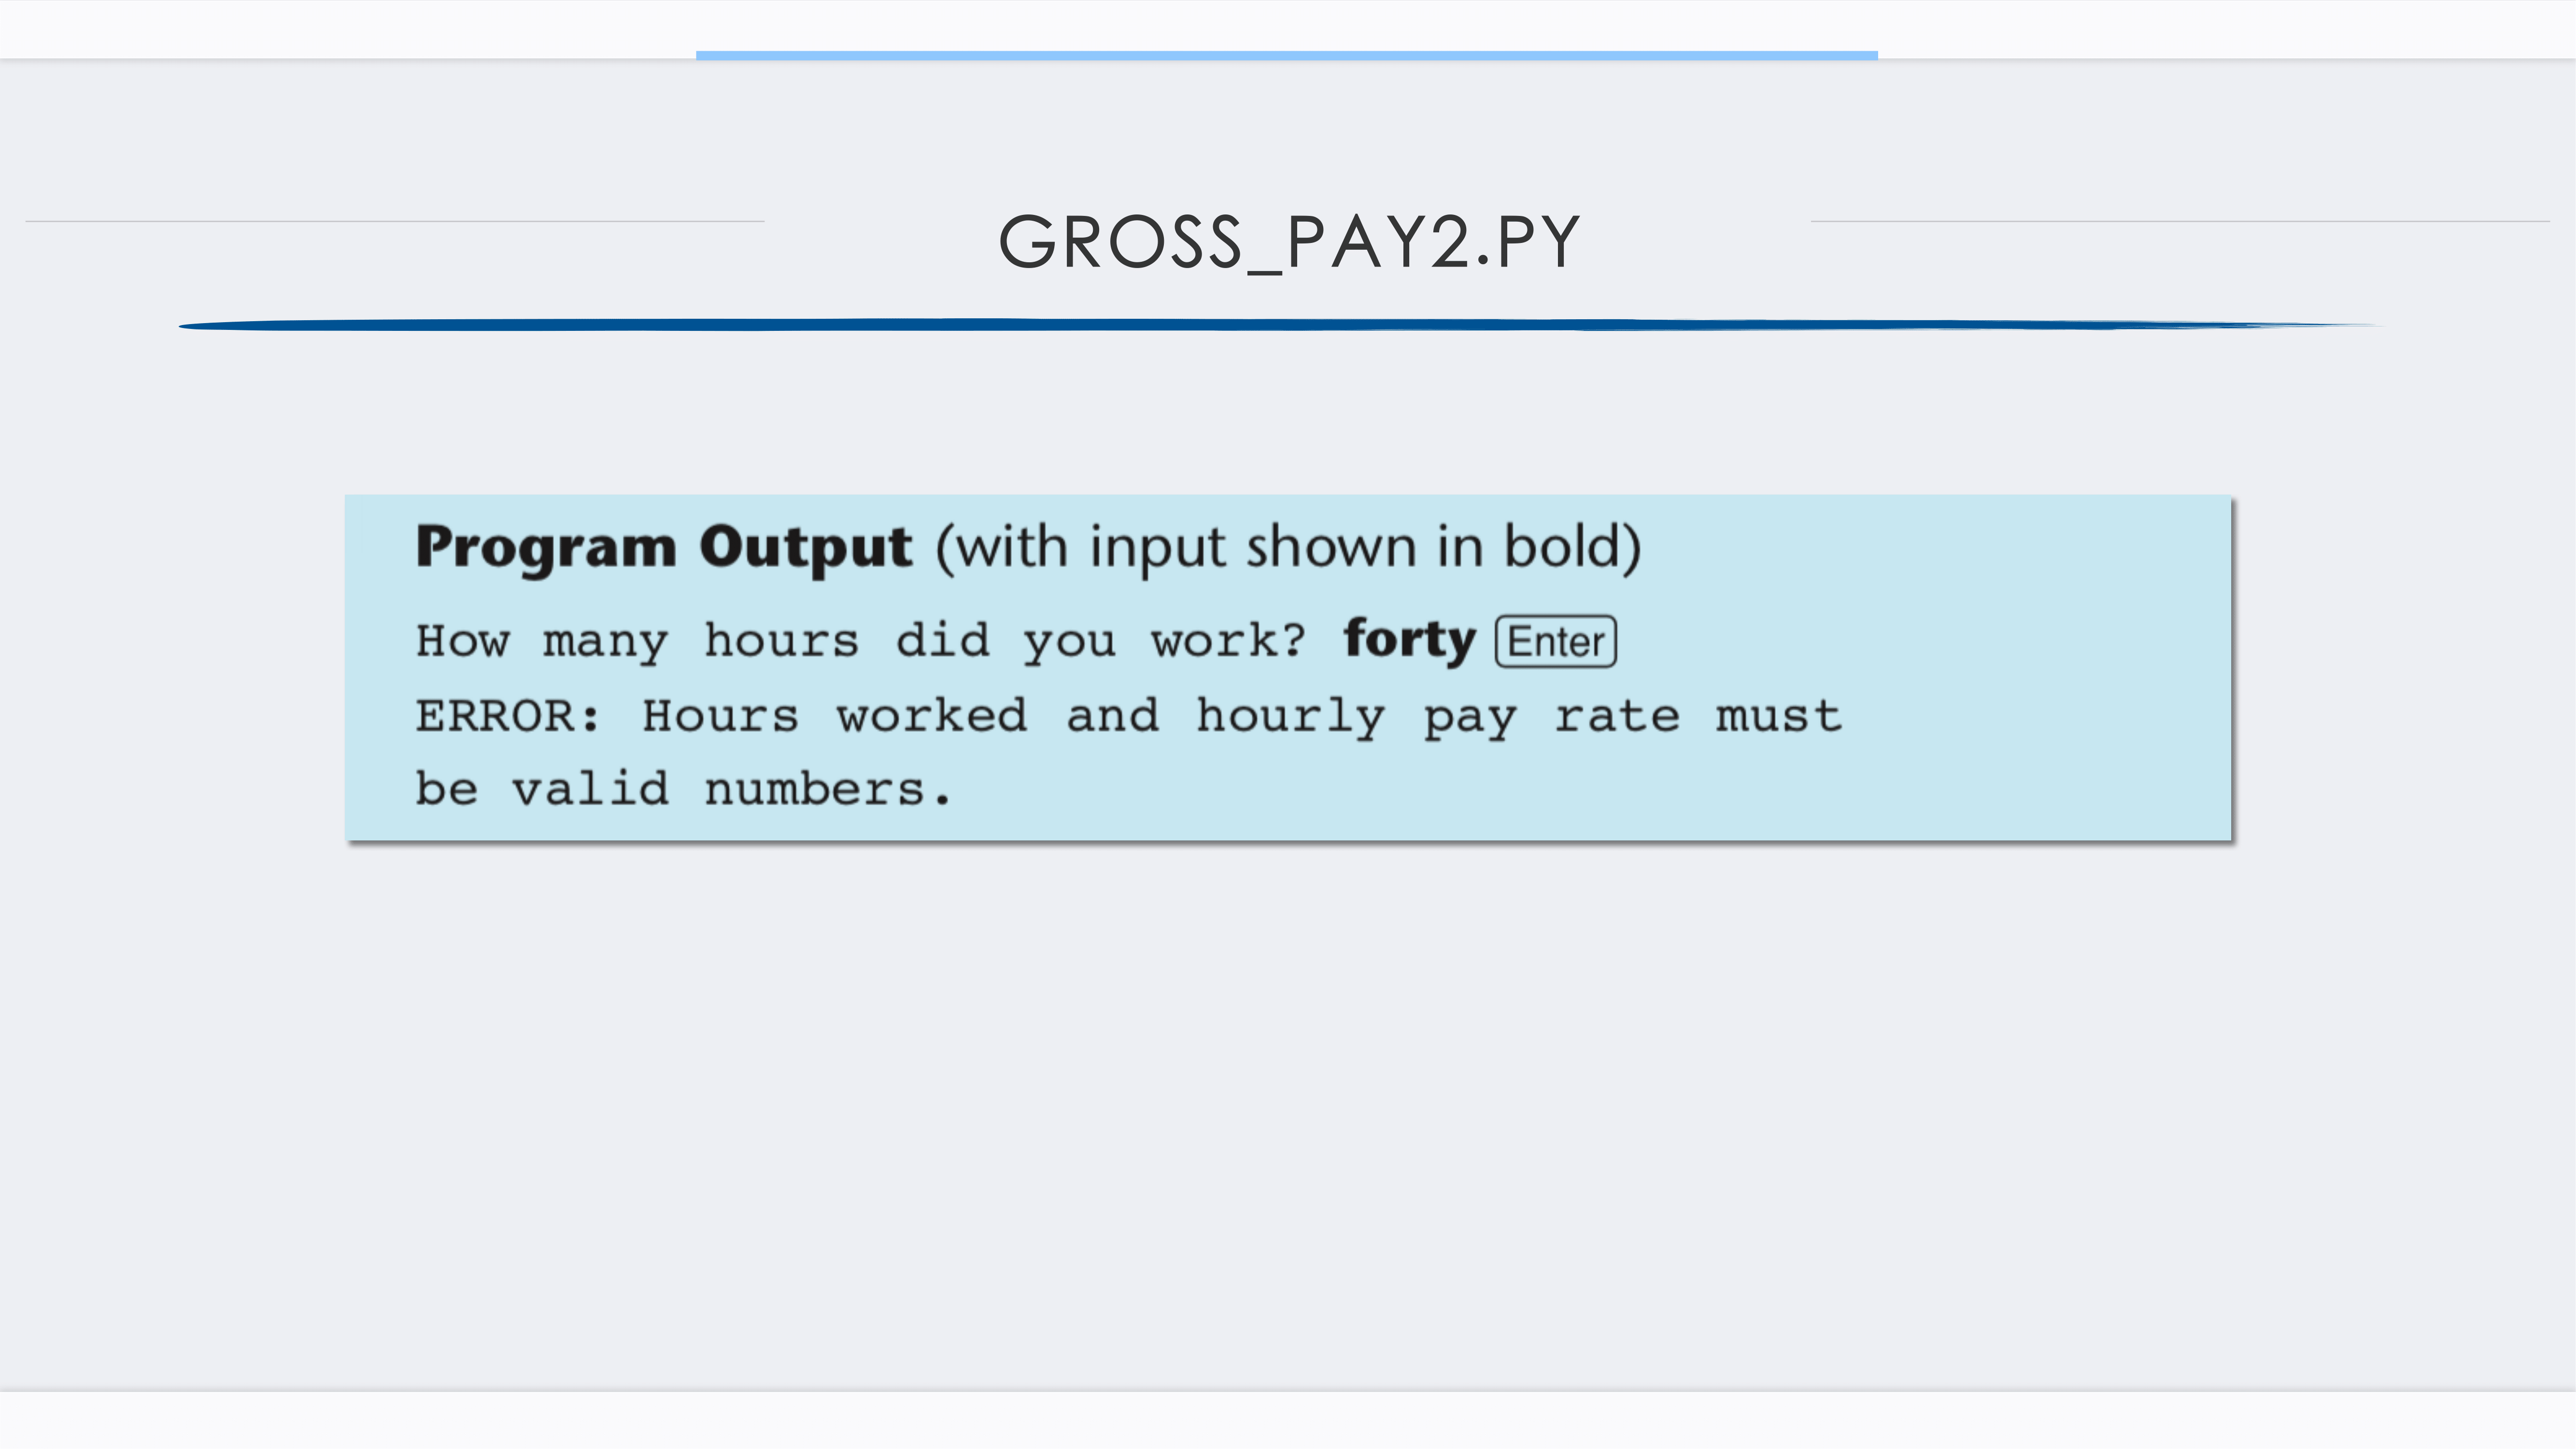 GROSS_PAY2.PY
Program Output (with input shown in bold)
How many hours did you work? forty Enter
ERROR: Hours worked and hourly pay rate must
be valid numbers.